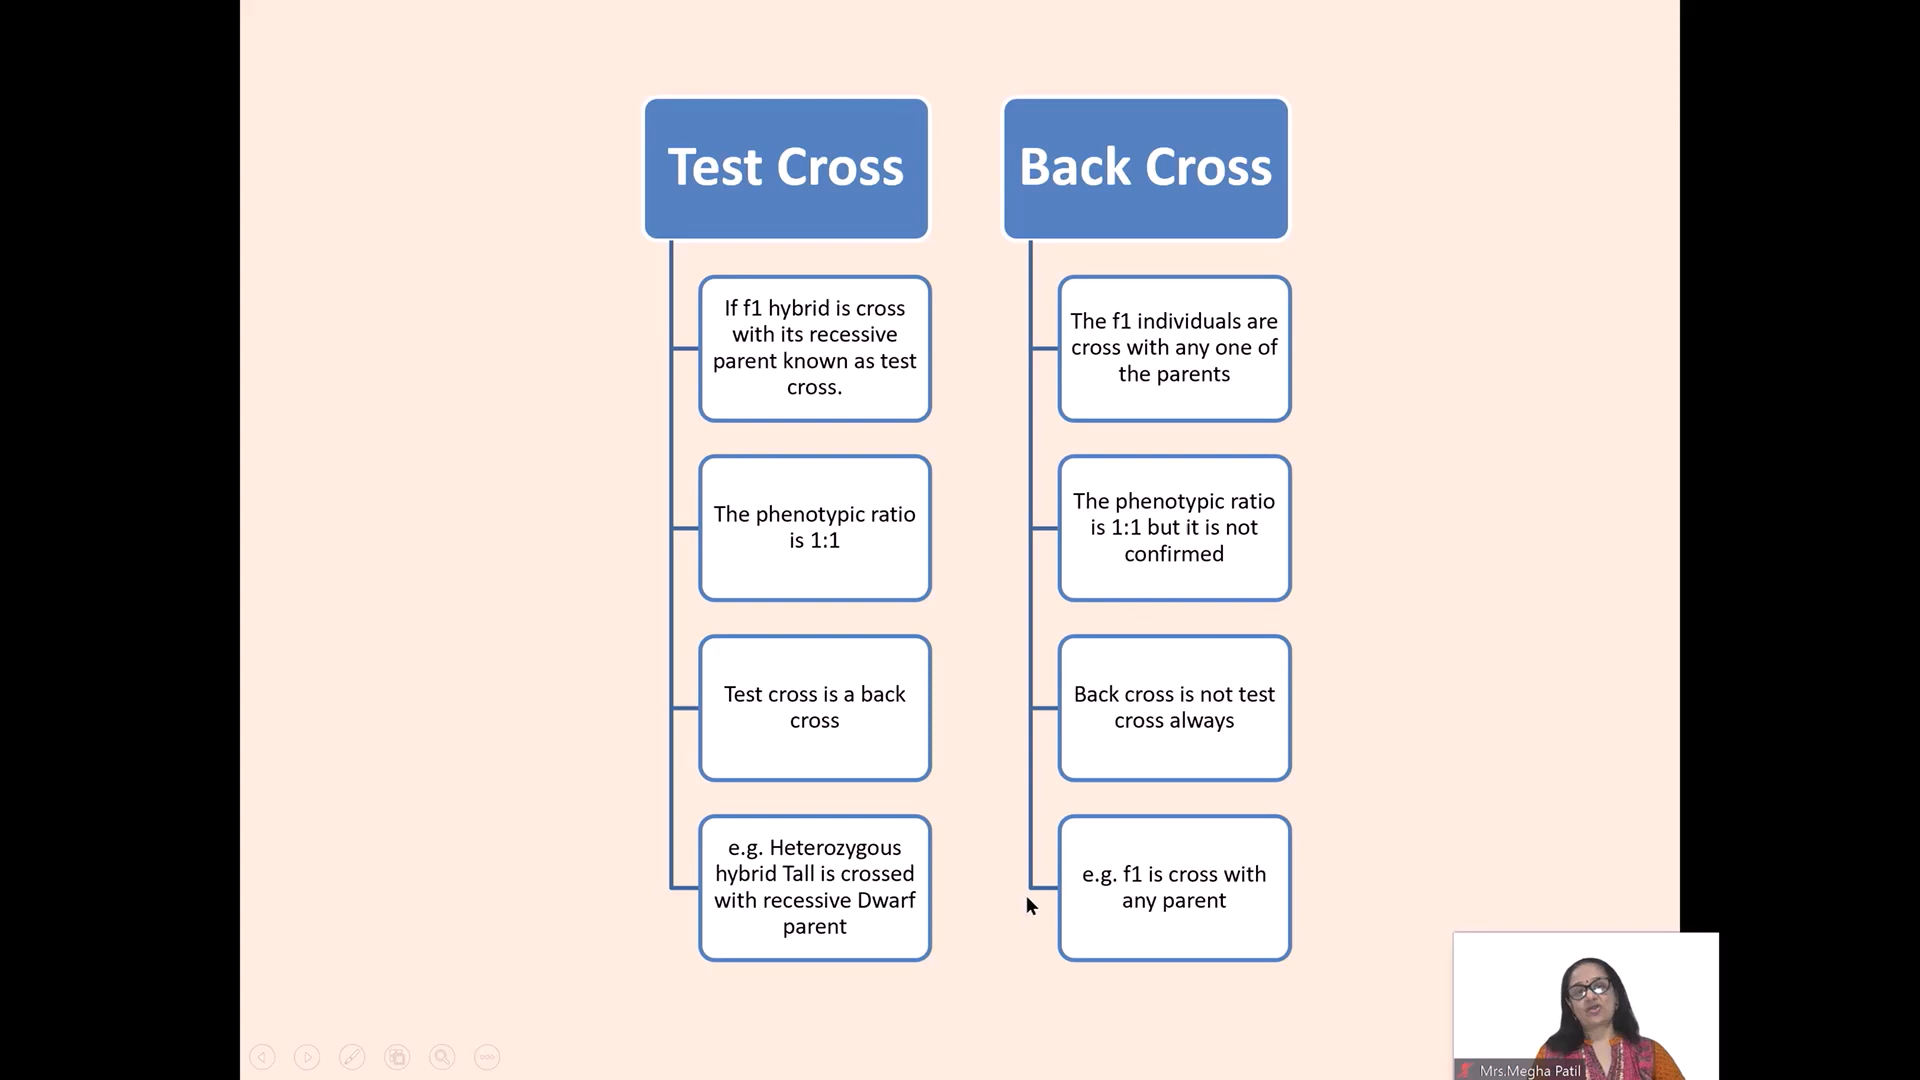 Test Cross
If f1 hybrid is cross
with its recessive
parent known as test
cross.
The phenotypic ratio
is 1:1
Test cross is a back
cross
e.g. Heterozygous
hybrid Tall is crossed
with recessive Dwarf
parent
Back Cross
The f1 individuals are
cross with any one of
the parents
The phenotypic ratio
is 1:1 but it is not
confirmed
Back cross is not test
cross always
e.g. f1 is cross with
any parent
Mrs.Megha Patil